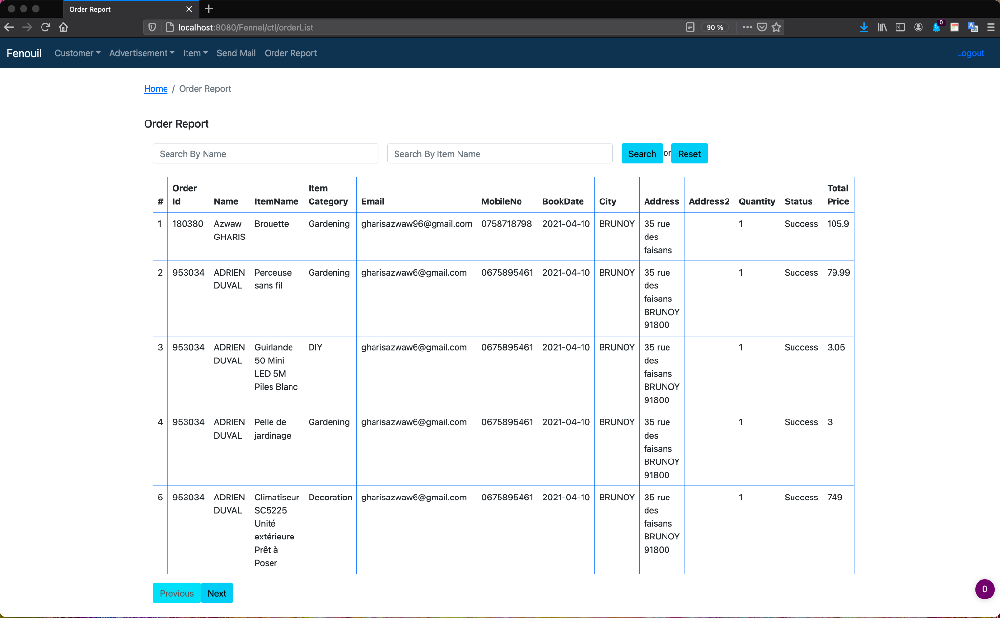 Order Report
localhost:8080/Fennel/ctl/orderList
90 %
0
Fenouil Customer Advertisement Item Send Mail Order Report Logout
Home / Order Report
Order Report
Search By Name Search By Item Name Search or Reset
# Order Id Name ItemName Item Category Email MobileNo BookDate City Address Address2 Quantity Status Total Price
1 180380 Azwaw GHARIS Brouette Gardening gharisazwaw96@gmail.com 0758718798 2021-04-10 BRUNOY 35 rue des faisans 1 Success 105.9
2 953034 ADRIEN DUVAL Perceuse sans fil Gardening gharisazwaw6@gmail.com 0675895461 2021-04-10 BRUNOY 35 rue des faisans BRUNOY 91800 1 Success 79.99
3 953034 ADRIEN DUVAL Guirlande 50 Mini LED 5M Piles Blanc DIY gharisazwaw6@gmail.com 0675895461 2021-04-10 BRUNOY 35 rue des faisans BRUNOY 91800 1 Success 3.05
4 953034 ADRIEN DUVAL Pelle de jardinage Gardening gharisazwaw6@gmail.com 0675895461 2021-04-10 BRUNOY 35 rue des faisans BRUNOY 91800 1 Success 3
5 953034 ADRIEN DUVAL Climatiseur SC5225 Unité extérieure Prêt à Poser Decoration gharisazwaw6@gmail.com 0675895461 2021-04-10 BRUNOY 35 rue des faisans BRUNOY 91800 1 Success 749
Previous Next
0